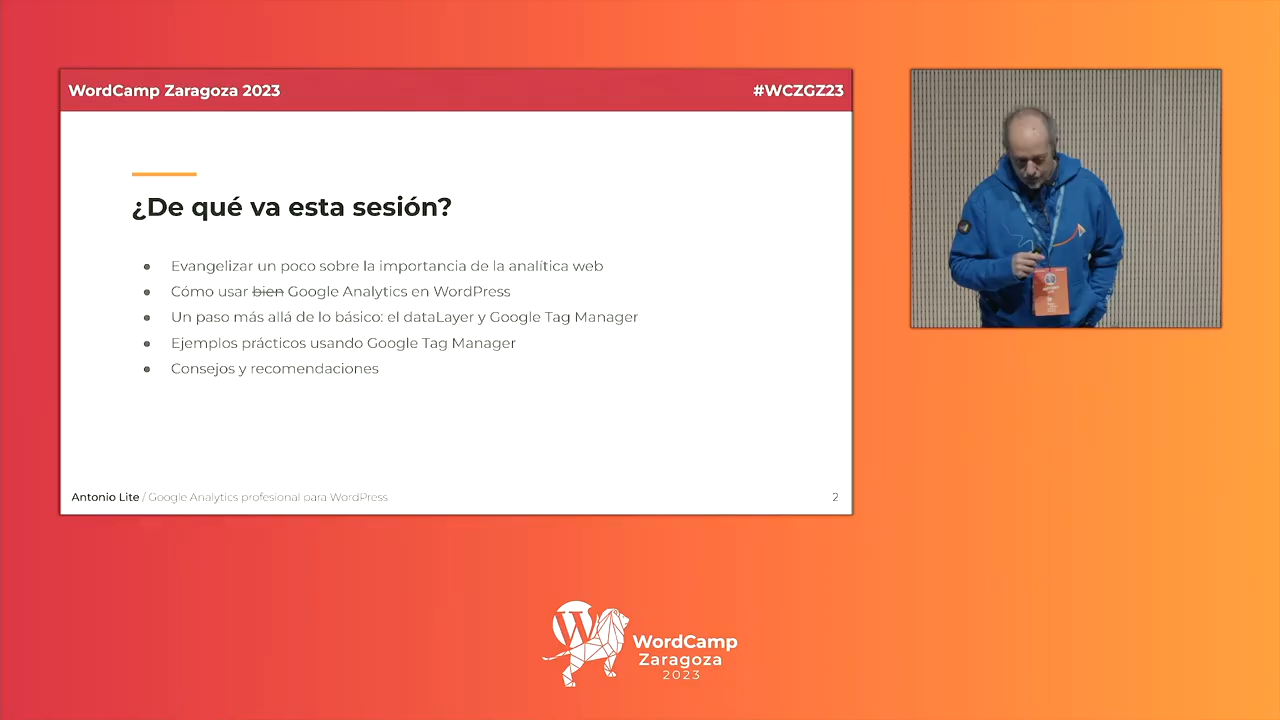 WordCamp Zaragoza 2023
#WCZGZ23
¿De qué va esta sesión?
● Evangelizar un poco sobre la importancia de la analítica web
● Cómo usar bien Google Analytics en WordPress
● Un paso más allá de lo básico: el dataLayer y Google Tag Manager
● Ejemplos prácticos usando Google Tag Manager
● Consejos y recomendaciones
Antonio Lite / Google Analytics profesional para WordPress
2
WordCamp
Zaragoza
2023